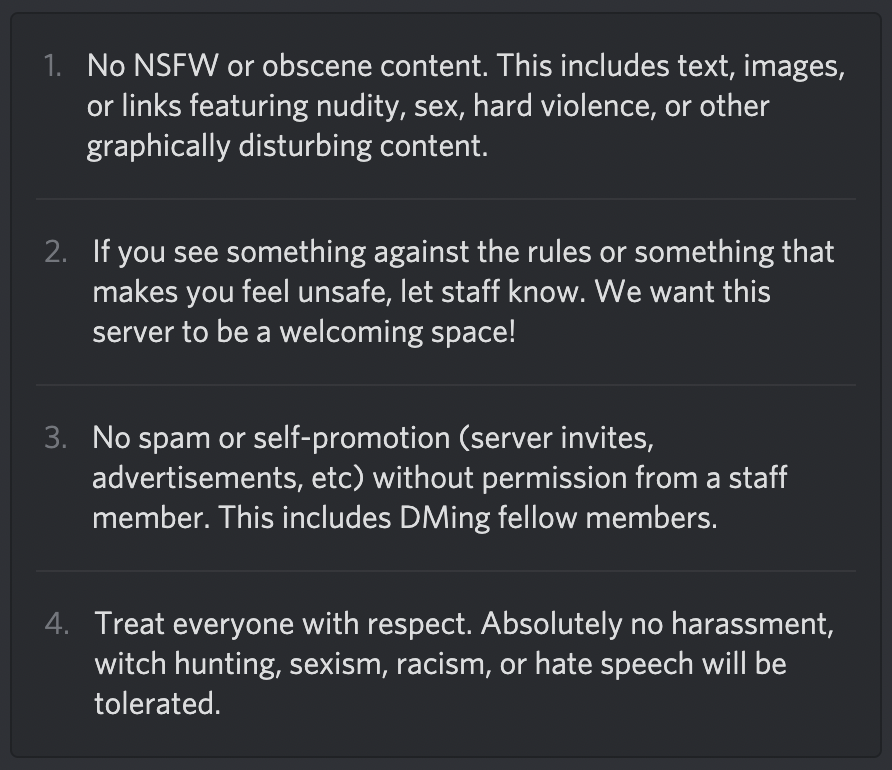 1. No NSFW or obscene content. This includes text, images,
or links featuring nudity, sex, hard violence, or other
graphically disturbing content.
2. If you see something against the rules or something that
makes you feel unsafe, let staff know. We want this
server to be a welcoming space!
3. No spam or self-promotion (server invites,
advertisements, etc) without permission from a staff
member. This includes DMing fellow members.
4. Treat everyone with respect. Absolutely no harassment,
witch hunting, sexism, racism, or hate speech will be
tolerated.